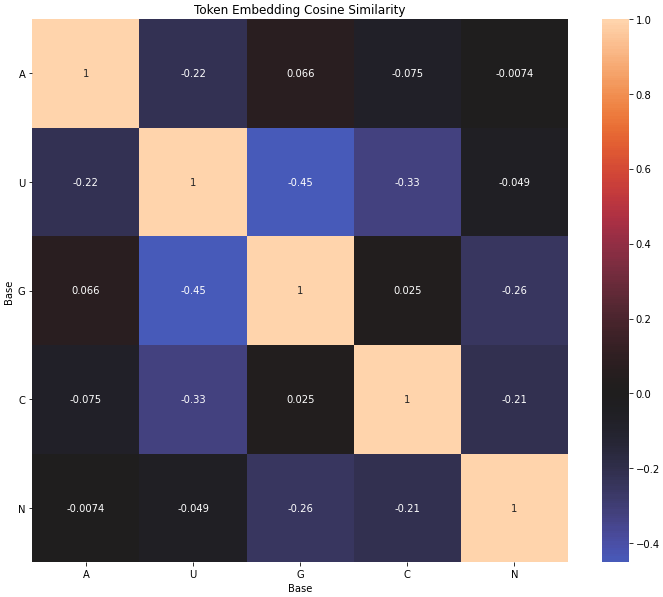 Token Embedding Cosine Similarity
A 1 -0.22 0.066 -0.075 -0.0074
U -0.22 1 -0.45 -0.33 -0.049
G 0.066 -0.45 1 0.025 -0.26
C -0.075 -0.33 0.025 1 -0.21
N -0.0074 -0.049 -0.26 -0.21 1
A U G C N
Base
Base
1.0
0.8
0.6
0.4
0.2
0.0
−0.2
−0.4